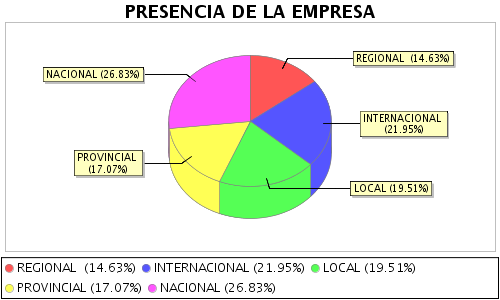 PRESENCIA DE LA EMPRESA
NACIONAL (26.83%)
REGIONAL (14.63%)
INTERNACIONAL
(21.95%)
PROVINCIAL
(17.07%)
LOCAL (19.51%)
REGIONAL (14.63%) INTERNACIONAL (21.95%) LOCAL (19.51%)
PROVINCIAL (17.07%) NACIONAL (26.83%)